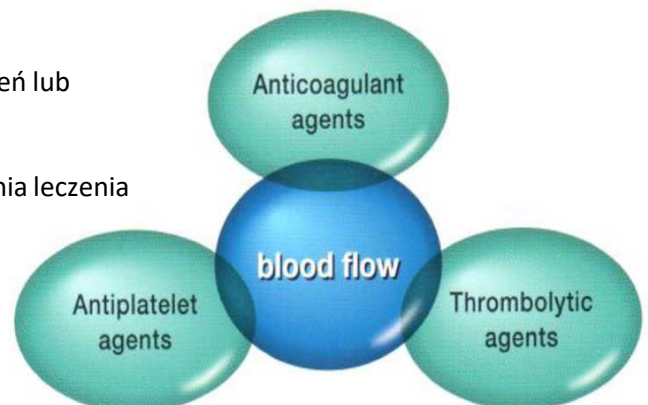 eń lub
nia leczenia
Anticoagulant
agents
blood flow
Antiplatelet
agents
Thrombolytic
agents